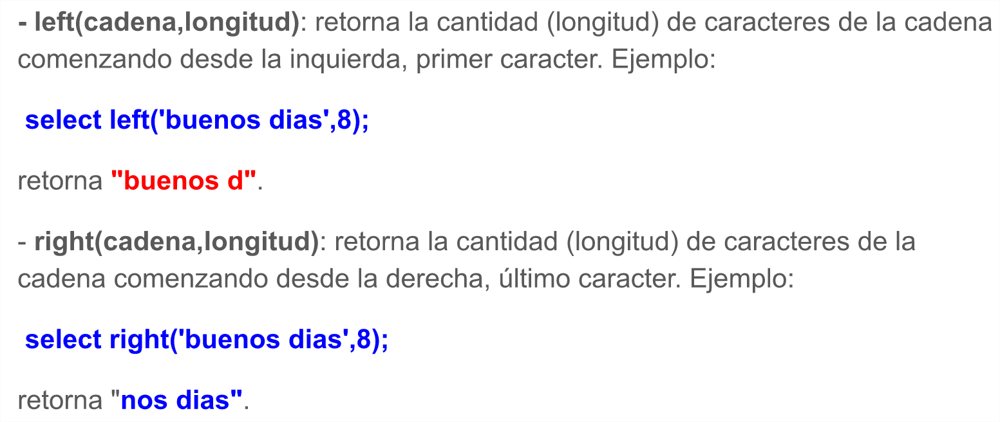 - left(cadena,longitud): retorna la cantidad (longitud) de caracteres de la cadena
comenzando desde la inquierda, primer caracter. Ejemplo:
select left('buenos dias',8);
retorna "buenos d".
- right(cadena,longitud): retorna la cantidad (longitud) de caracteres de la
cadena comenzando desde la derecha, último caracter. Ejemplo:
select right('buenos dias',8);
retorna "nos dias".